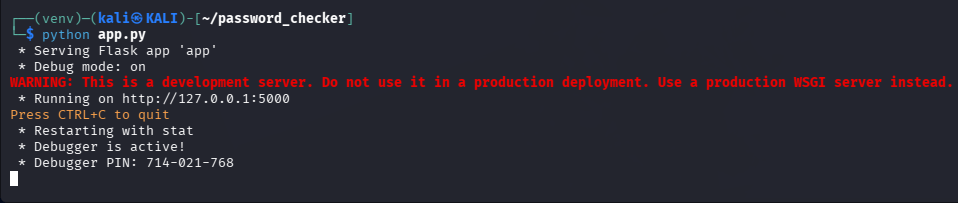 ┌──(venv)─(kali㉿KALI)-[~/password_checker]
└─$ python app.py
 * Serving Flask app 'app'
 * Debug mode: on
WARNING: This is a development server. Do not use it in a production deployment. Use a production WSGI server instead.
 * Running on http://127.0.0.1:5000
Press CTRL+C to quit
 * Restarting with stat
 * Debugger is active!
 * Debugger PIN: 714-021-768